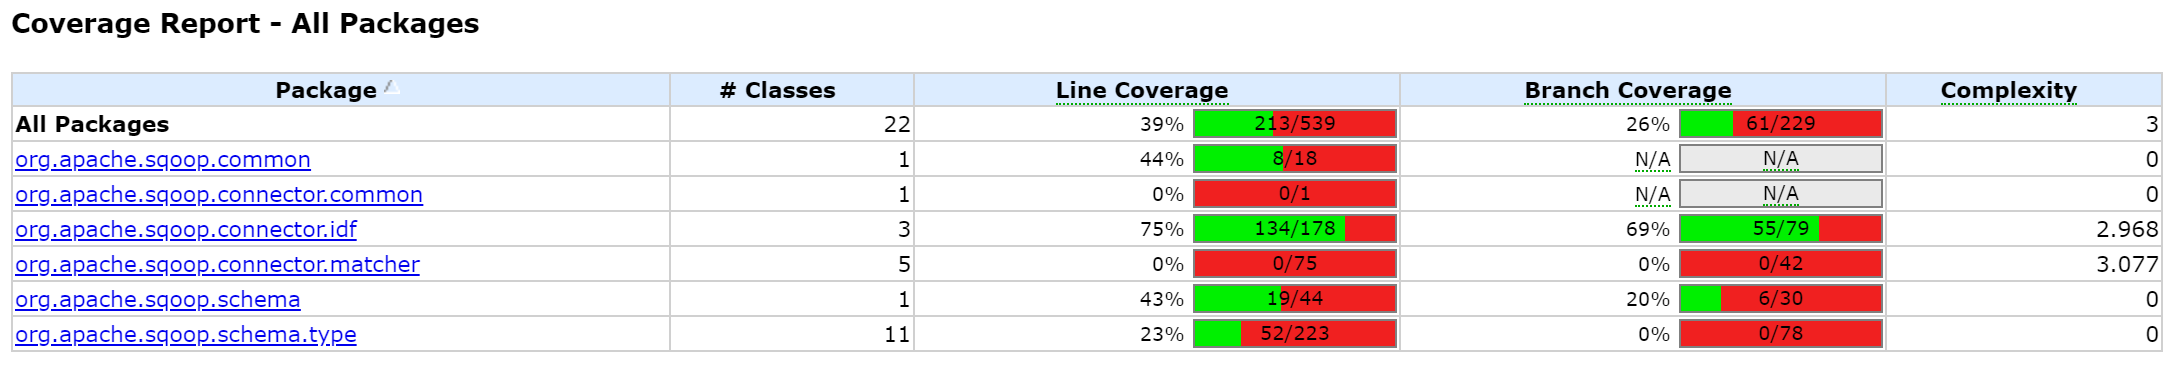 Coverage Report - All Packages
Package # Classes Line Coverage Branch Coverage Complexity
All Packages 22 39% 213/539 26% 61/229 3
org.apache.sqoop.common 1 44% 8/18 N/A N/A 0
org.apache.sqoop.connector.common 1 0% 0/1 N/A N/A 0
org.apache.sqoop.connector.idf 3 75% 134/178 69% 55/79 2.968
org.apache.sqoop.connector.matcher 5 0% 0/75 0% 0/42 3.077
org.apache.sqoop.schema 1 43% 19/44 20% 6/30 0
org.apache.sqoop.schema.type 11 23% 52/223 0% 0/78 0